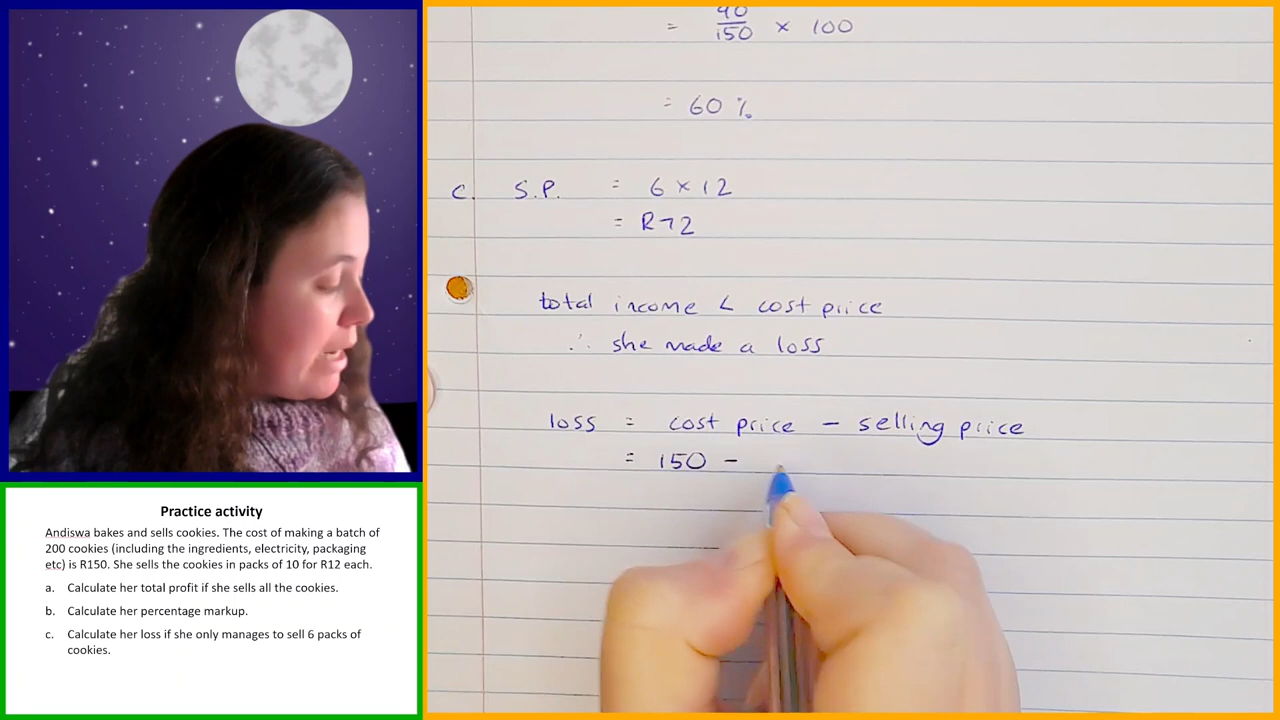 Practice activity
Andiswa bakes and sells cookies. The cost of making a batch of
200 cookies (including the ingredients, electricity, packaging
etc) is R150. She sells the cookies in packs of 10 for R12 each.
a. Calculate her total profit if she sells all the cookies.
b. Calculate her percentage markup.
c. Calculate her loss if she only manages to sell 6 packs of
cookies.
= 90/150 × 100
= 60 %
c. S.P. = 6 × 12
= R72
total income < cost price
∴ she made a loss
loss = cost price - selling price
= 150 -